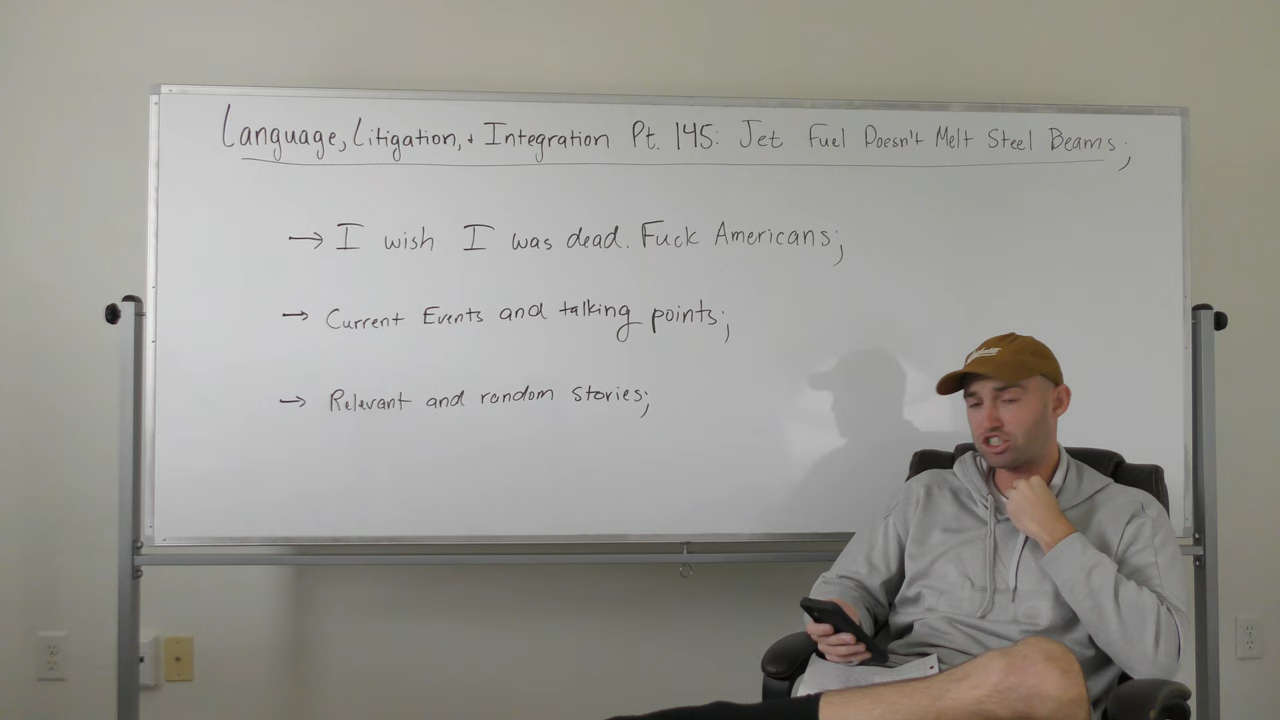 Language, Litigation, + Integration Pt. 145: Jet Fuel Doesn't Melt Steel Beams;
→ I wish I was dead. Fuck Americans;
→ Current Events and talking points;
→ Relevant and random stories;